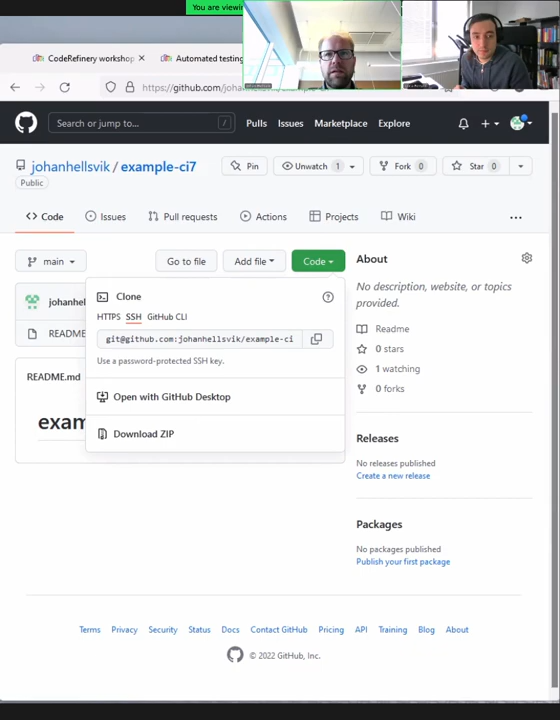 You are viewing
CodeRefinery workshop
Automated testing
https://github.com/joh
Search or jump to...
/
Pulls
Issues
Marketplace
Explore
johanhellsvik / example-ci7
Pin
Unwatch 1
Fork 0
Star 0
Public
Code
Issues
Pull requests
Actions
Projects
Wiki
main
Go to file
Add file
Code
About
No description, website, or topics
provided.
Readme
0 stars
1 watching
0 forks
Releases
No releases published
Create a new release
Packages
No packages published
Publish your first package
Clone
HTTPS SSH GitHub CLI
git@github.com:johanhellsvik/example-ci
Use a password-protected SSH key.
Open with GitHub Desktop
Download ZIP
johanhells
README
README.md
exam
Terms
Privacy
Security
Status
Docs
Contact GitHub
Pricing
API
Training
Blog
About
© 2022 GitHub, Inc.